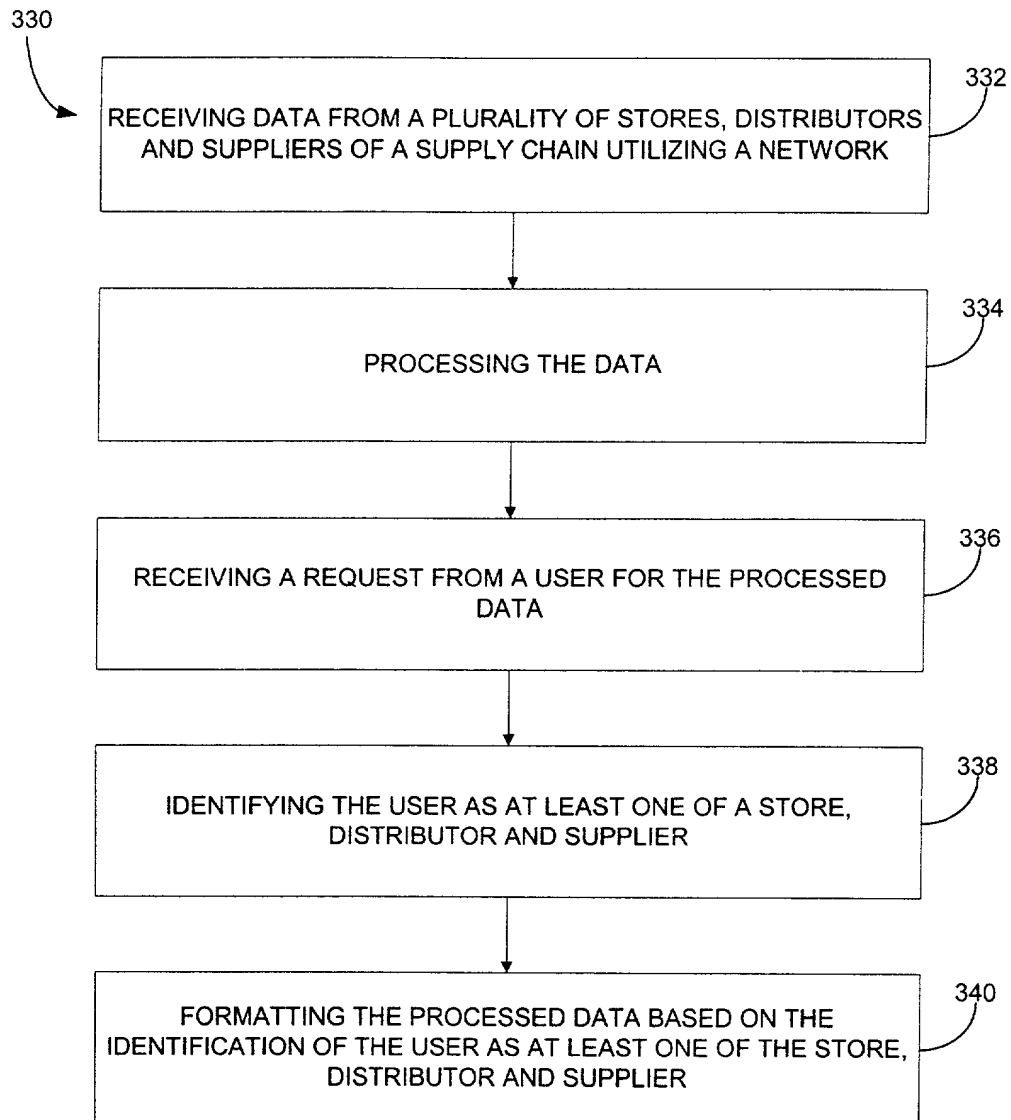 330
332
RECEIVING DATA FROM A PLURALITY OF STORES, DISTRIBUTORS
AND SUPPLIERS OF A SUPPLY CHAIN UTILIZING A NETWORK
334
PROCESSING THE DATA
336
RECEIVING A REQUEST FROM A USER FOR THE PROCESSED
DATA
338
IDENTIFYING THE USER AS AT LEAST ONE OF A STORE,
DISTRIBUTOR AND SUPPLIER
340
FORMATTING THE PROCESSED DATA BASED ON THE
IDENTIFICATION OF THE USER AS AT LEAST ONE OF THE STORE,
DISTRIBUTOR AND SUPPLIER